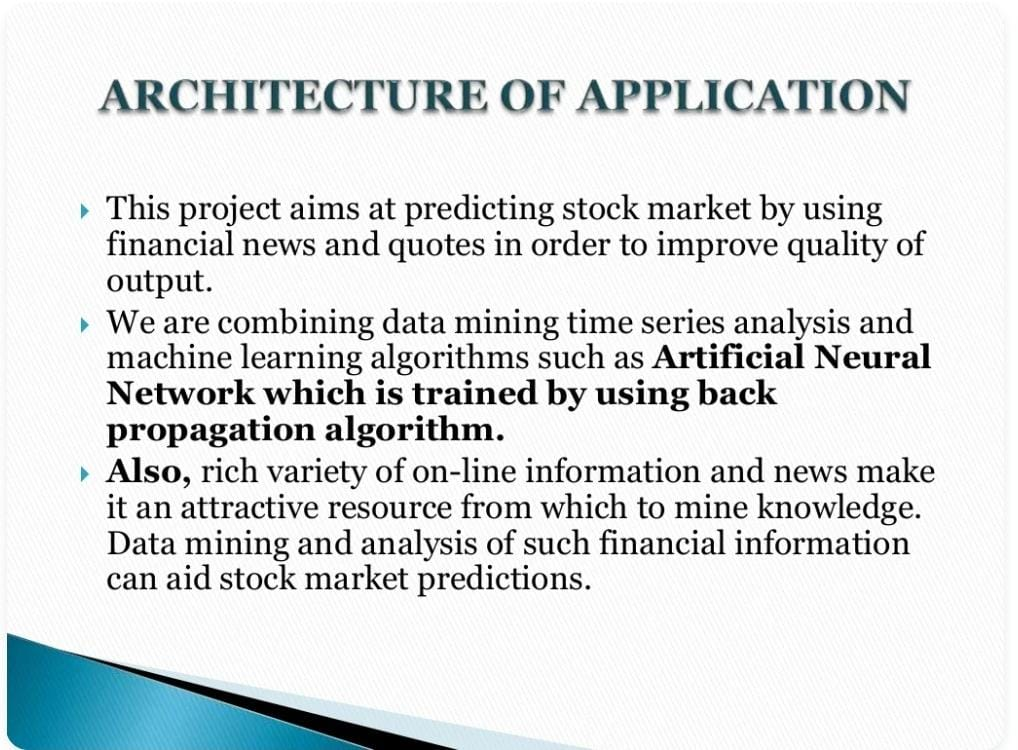 ARCHITECTURE OF APPLICATION
This project aims at predicting stock market by using
financial news and quotes in order to improve quality of
output.
We are combining data mining time series analysis and
machine learning algorithms such as Artificial Neural
Network which is trained by using back
propagation algorithm.
Also, rich variety of on-line information and news make
it an attractive resource from which to mine knowledge.
Data mining and analysis of such financial information
can aid stock market predictions.